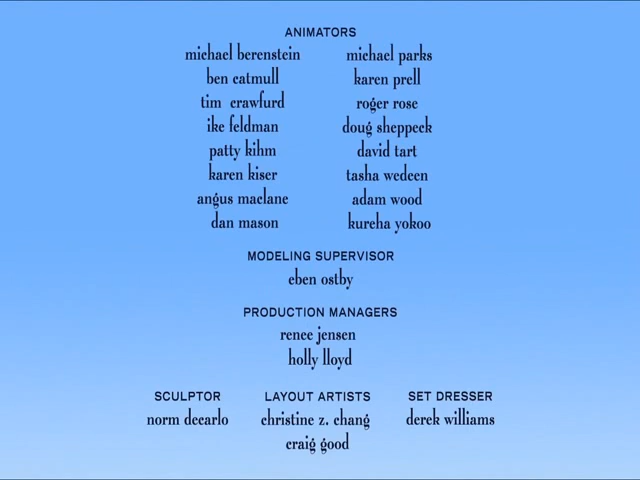 ANIMATORS
michael berenstein michael parks
ben catmull karen prell
tim crawfurd roger rose
ike feldman doug sheppeck
patty kihm david tart
karen kiser tasha wedeen
angus maclane adam wood
dan mason kureha yokoo
MODELING SUPERVISOR
eben ostby
PRODUCTION MANAGERS
renee jensen
holly lloyd
SCULPTOR LAYOUT ARTISTS SET DRESSER
norm decarlo christine z. chang derek williams
craig good